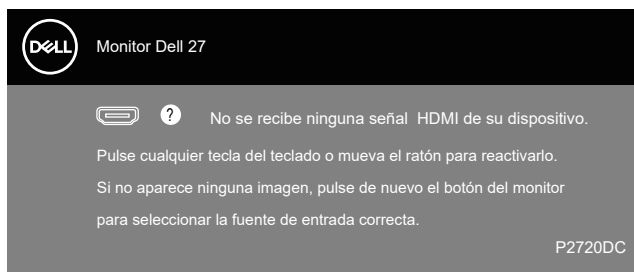 DELL
Monitor Dell 27
?
No se recibe ninguna señal HDMI de su dispositivo.
Pulse cualquier tecla del teclado o mueva el ratón para reactivarlo.
Si no aparece ninguna imagen, pulse de nuevo el botón del monitor
para seleccionar la fuente de entrada correcta.
P2720DC